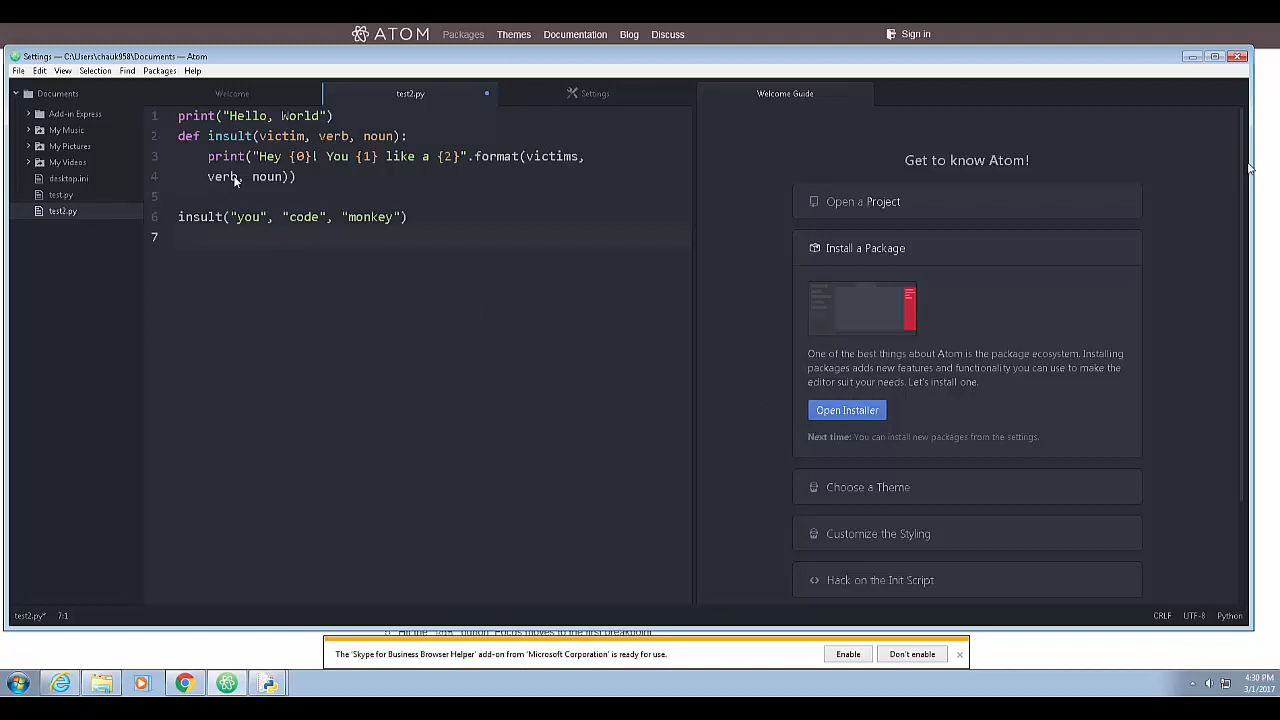 ATOM Packages Themes Documentation Blog Discuss Sign in
Settings — C:\Users\chauk958\Documents — Atom
File Edit View Selection Find Packages Help
Documents
Add-in Express
My Music
My Pictures
My Videos
desktop.ini
test.py
test2.py
Welcome test2.py Settings
1 print("Hello, World")
2 def insult(victim, verb, noun):
3 print("Hey {0}! You {1} like a {2}".format(victims,
4 verb, noun))
5
6 insult("you", "code", "monkey")
7
Welcome Guide
Get to know Atom!
Open a Project
Install a Package
One of the best things about Atom is the package ecosystem. Installing
packages adds new features and functionality you can use to make the
editor suit your needs. Let's install one.
Open Installer
Next time: You can install new packages from the settings.
Choose a Theme
Customize the Styling
Hack on the Init Script
test2.py* 7:1 CRLF UTF-8 Python
button. Focus moves to the first breakpoint
The 'Skype for Business Browser Helper' add-on from 'Microsoft Corporation' is ready for use. Enable Don't enable
4:30 PM
3/1/2017